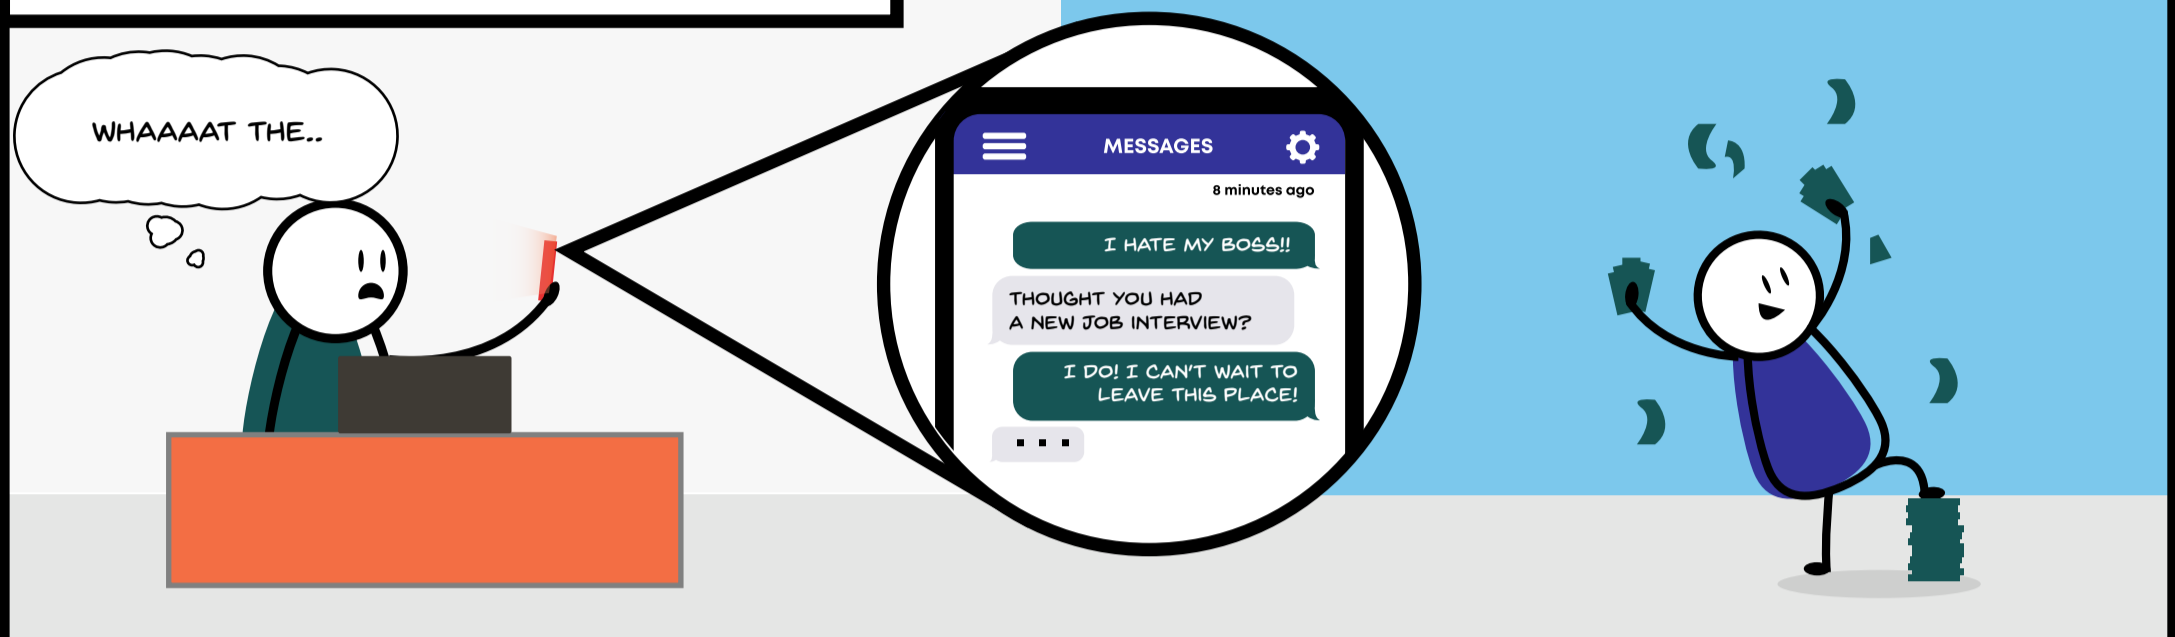 WHAAAAT THE..
MESSAGES
8 minutes ago
I HATE MY BOSS!!
THOUGHT YOU HAD
A NEW JOB INTERVIEW?
I DO! I CAN'T WAIT TO
LEAVE THIS PLACE!